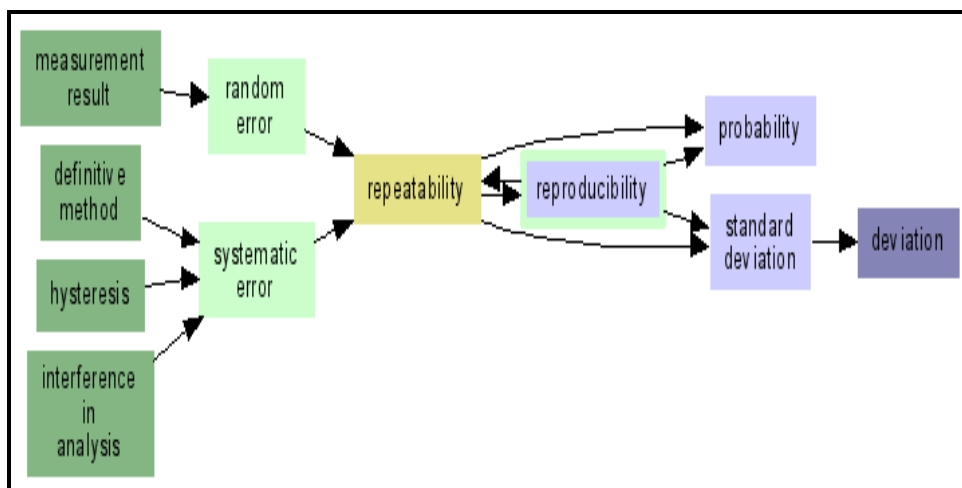 measurement
result
random
error
definitive
method
systematic
error
hysteresis
interference
in
analysis
repeatability
reproducibility
probability
standard
deviation
deviation